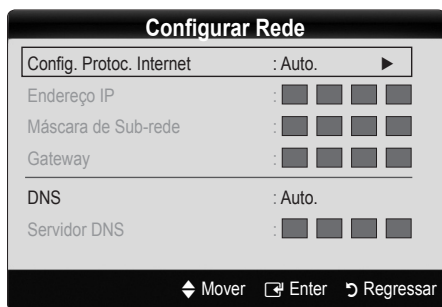 Configurar Rede
Config. Protoc. Internet : Auto. ►
Endereço IP :
Máscara de Sub-rede :
Gateway :
DNS : Auto.
Servidor DNS :
Mover Enter Regressar